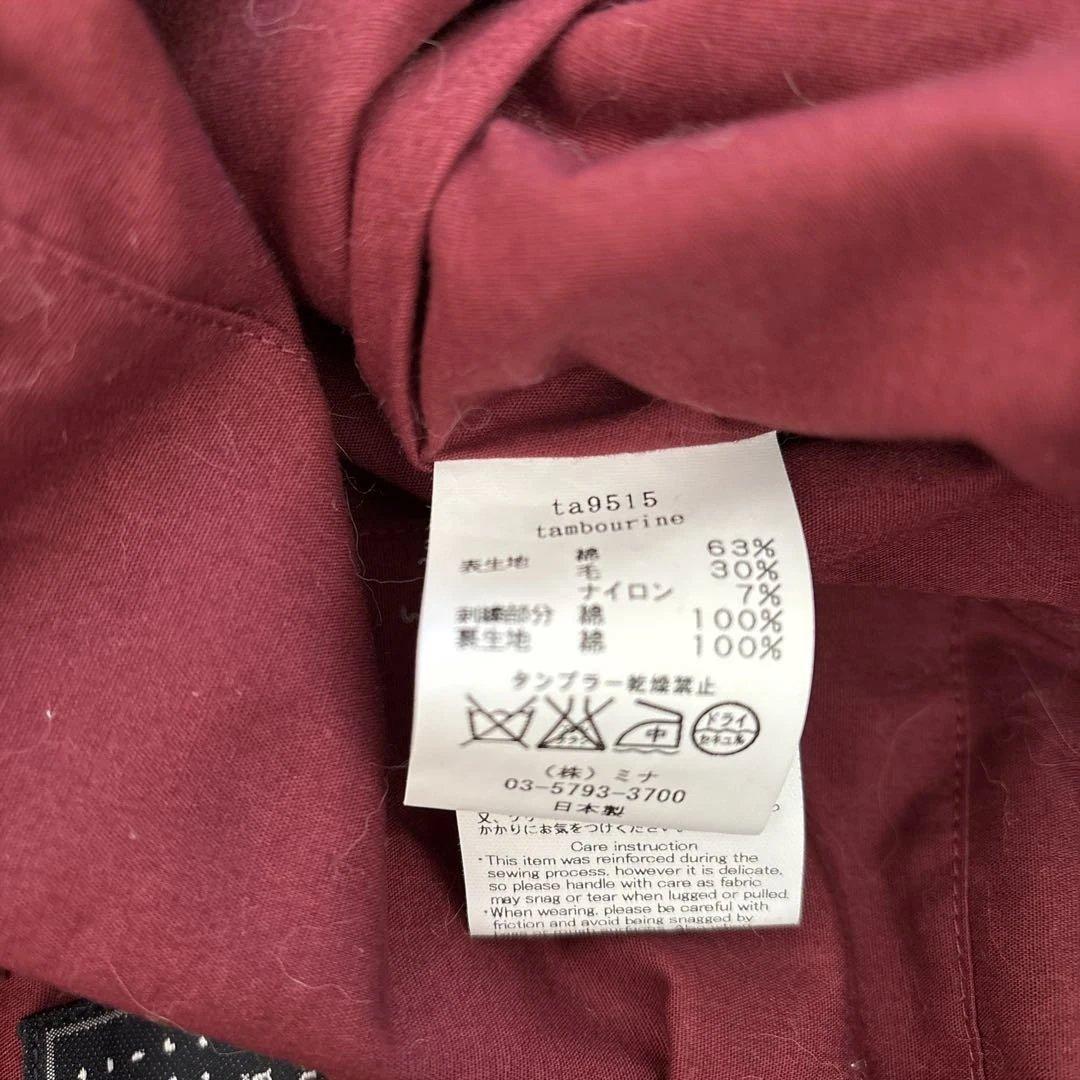 ta9515
tambourine
表生地 綿 63%
毛 30%
ナイロン 7%
刺繍部分 綿 100%
裏生地 綿 100%
タンブラー乾燥禁止
中 ドライ
セキユ系
(株) ミナ
03-5793-3700
日本製
かかりにお気をつけください。
Care instruction
・This item was reinforced during the
sewing process, however it is delicate,
so please handle with care as fabric
may snag or tear when lugged or pulled.
・When wearing, please be careful with
friction and avoid being snagged by